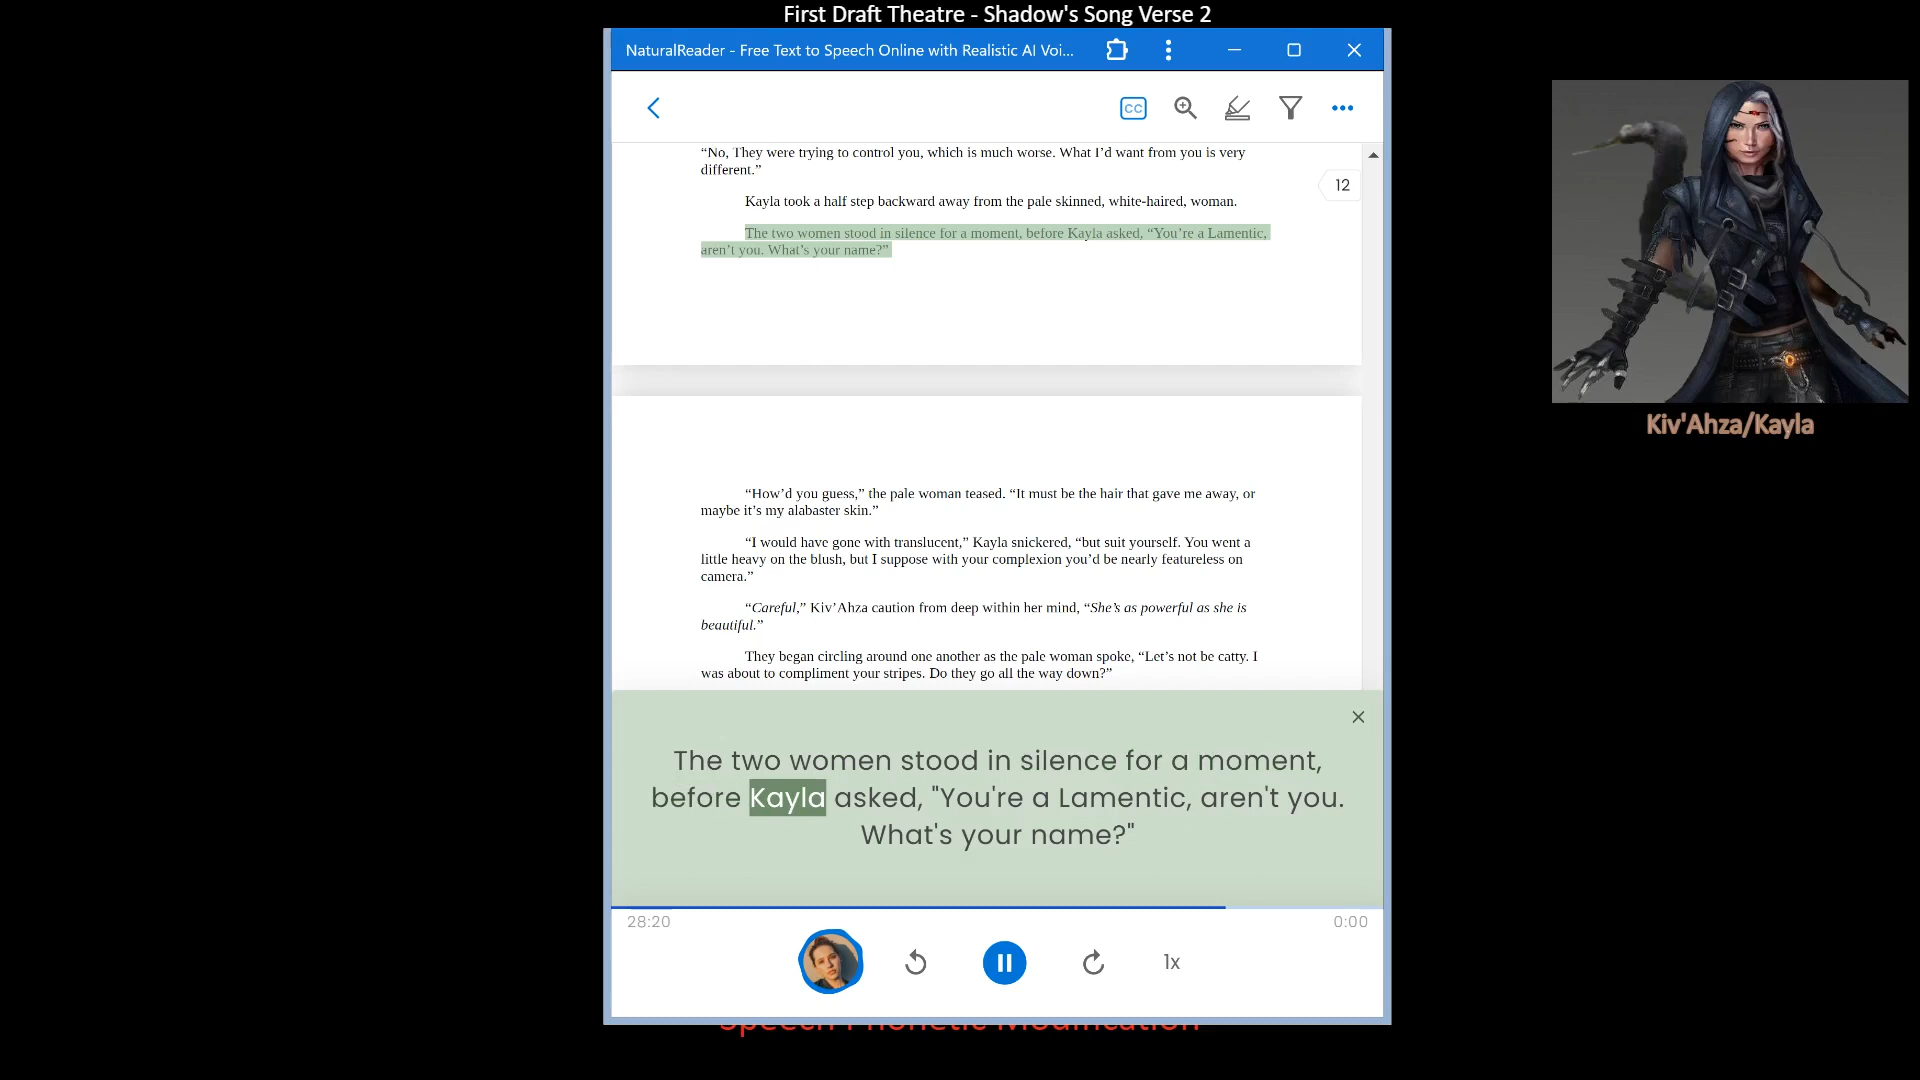 First Draft Theatre - Shadow's Song Verse 2
NaturalReader - Free Text to Speech Online with Realistic AI Voi...
CC
“No, They were trying to control you, which is much worse. What I’d want from you is very
different.”
12
Kayla took a half step backward away from the pale skinned, white-haired, woman.
The two women stood in silence for a moment, before Kayla asked, “You’re a Lamentic,
aren’t you. What’s your name?”
Kiv'Ahza/Kayla
“How’d you guess,” the pale woman teased. “It must be the hair that gave me away, or
maybe it’s my alabaster skin.”
“I would have gone with translucent,” Kayla snickered, “but suit yourself. You went a
little heavy on the blush, but I suppose with your complexion you’d be nearly featureless on
camera.”
“Careful,” Kiv’Ahza caution from deep within her mind, “She’s as powerful as she is
beautiful.”
They began circling around one another as the pale woman spoke, “Let’s not be catty. I
was about to compliment your stripes. Do they go all the way down?”
The two women stood in silence for a moment,
before Kayla asked, "You're a Lamentic, aren't you.
What's your name?"
28:20
0:00
1x
Speech Phonetic Modification